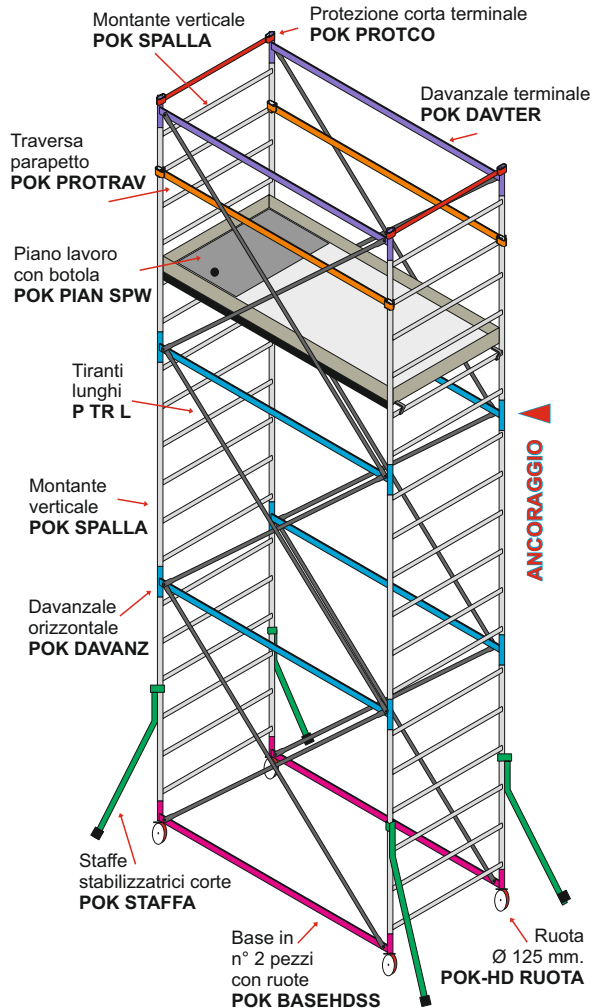 Montante verticale
POK SPALLA
Protezione corta terminale
POK PROTCO
Davanzale terminale
POK DAVTER
Traversa
parapetto
POK PROTRAV
Piano lavoro
con botola
POK PIAN SPW
Tiranti
lunghi
P TR L
ANCORAGGIO
Montante
verticale
POK SPALLA
Davanzale
orizzontale
POK DAVANZ
Staffe
stabilizzatrici corte
POK STAFFA
Base in
n° 2 pezzi
con ruote
POK BASEHDSS
Ruota
Ø 125 mm.
POK-HD RUOTA